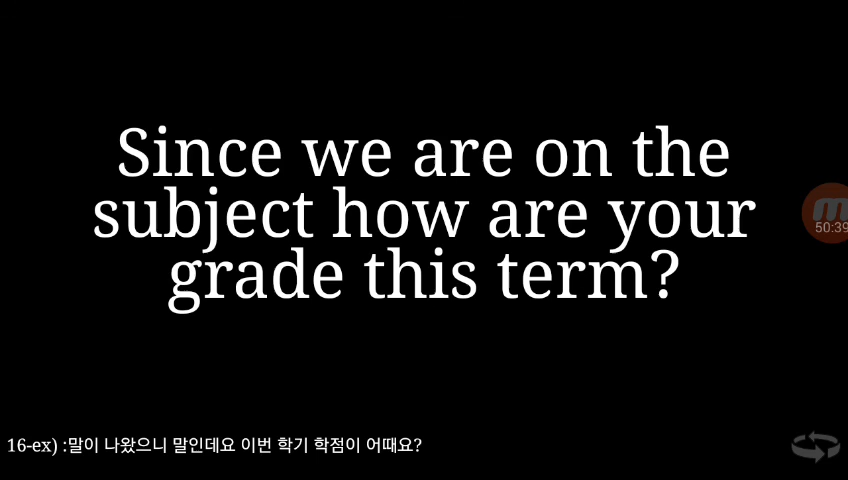 Since we are on the
subject how are your
grade this term?
50:39
16-ex) :말이 나왔으니 말인데요 이번 학기 학점이 어때요?